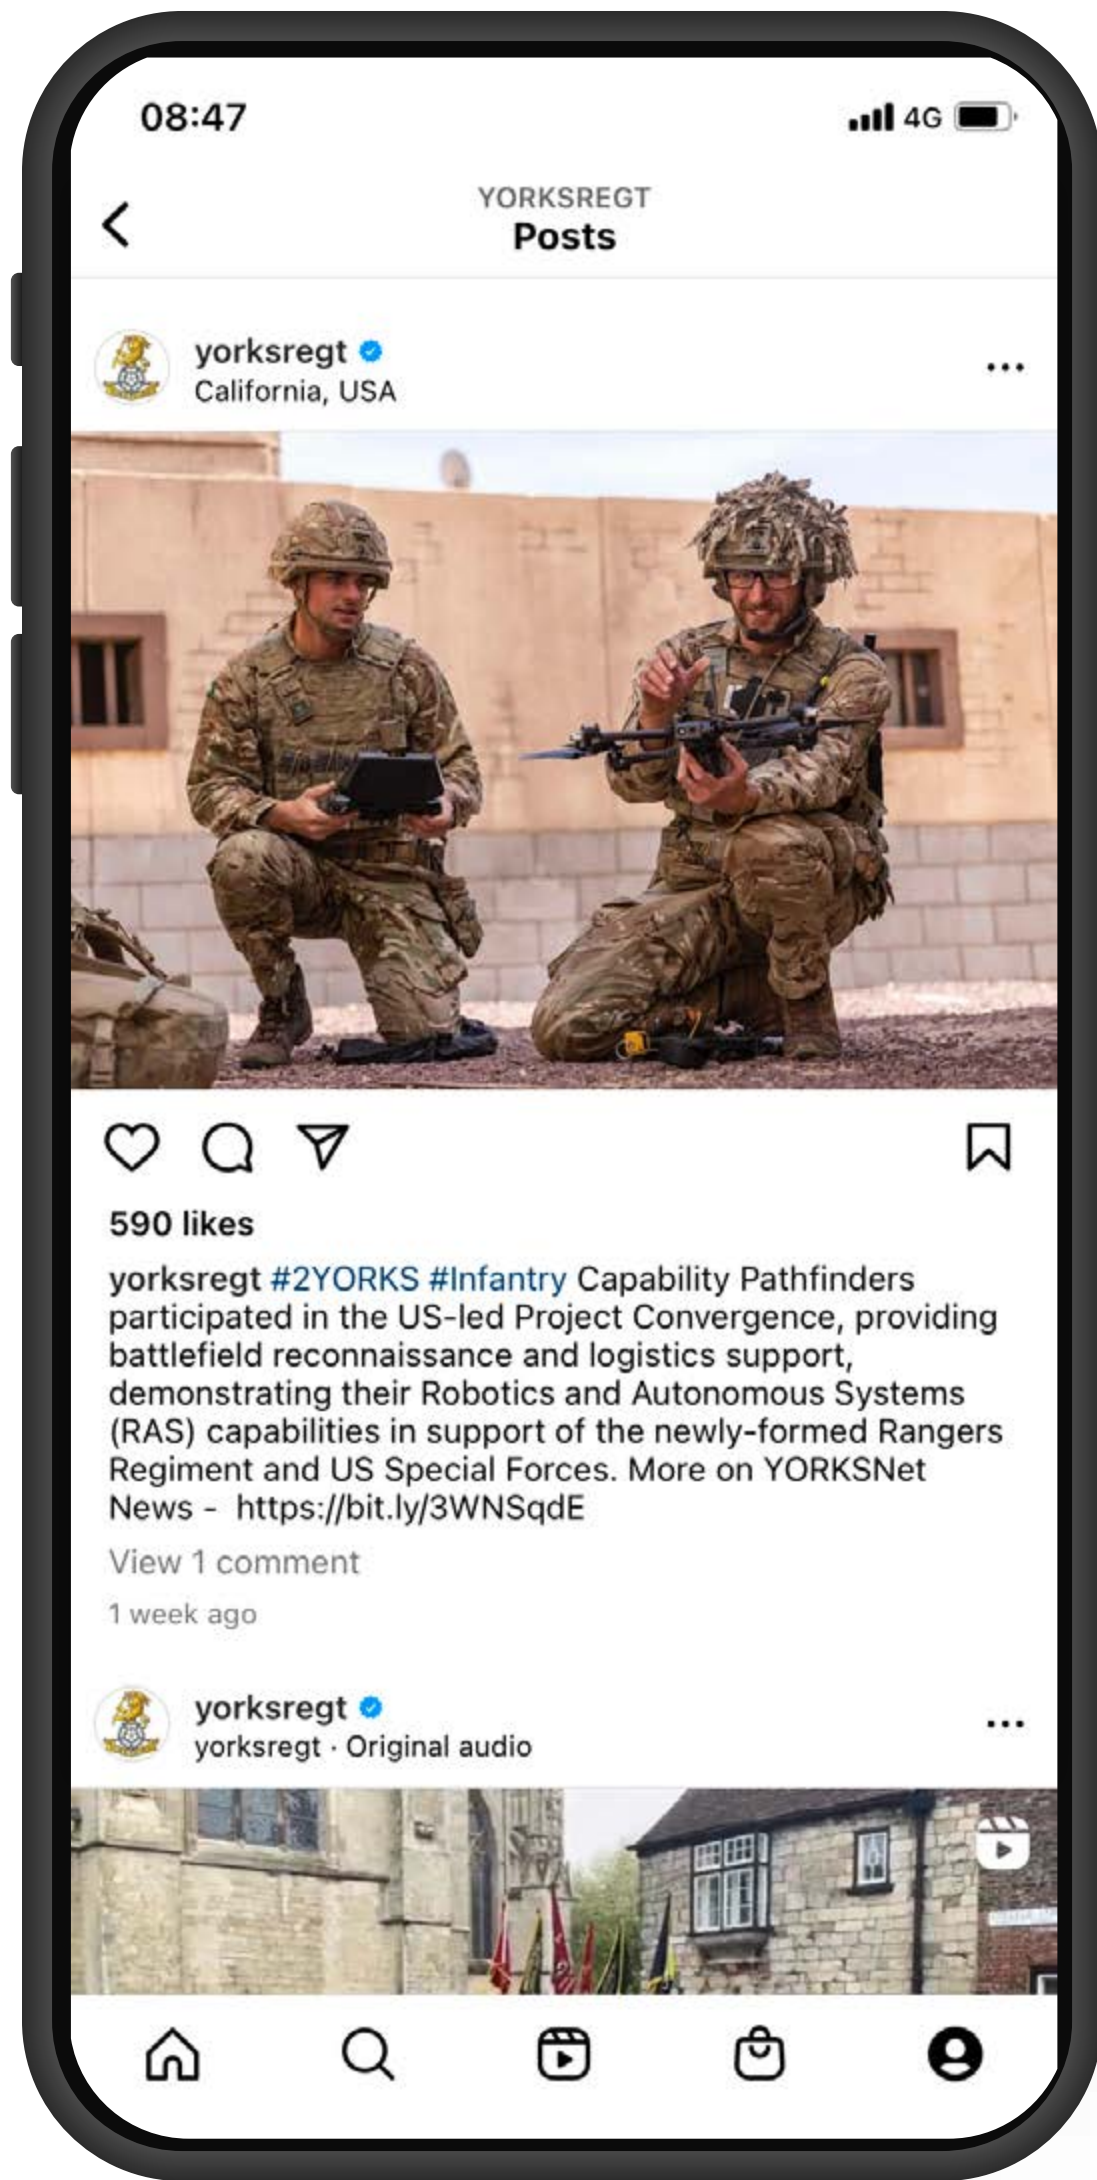 08:47
4G
YORKSREGT
Posts
yorksregt
California, USA
590 likes
yorksregt #2YORKS #Infantry Capability Pathfinders
participated in the US-led Project Convergence, providing
battlefield reconnaissance and logistics support,
demonstrating their Robotics and Autonomous Systems
(RAS) capabilities in support of the newly-formed Rangers
Regiment and US Special Forces. More on YORKSNet
News -  https://bit.ly/3WNSqdE
View 1 comment
1 week ago
yorksregt
yorksregt · Original audio